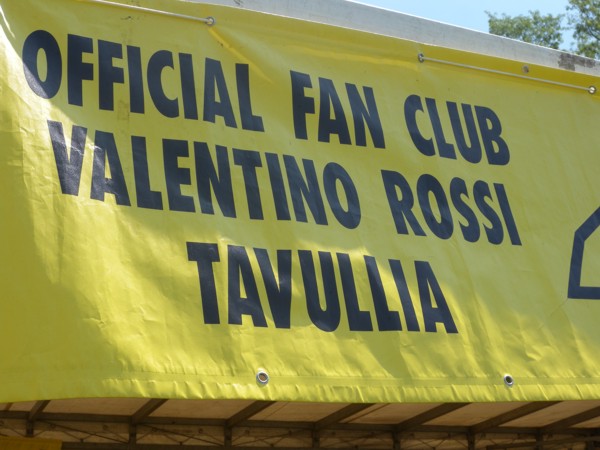 OFFICIAL FAN CLUB
VALENTINO ROSSI
TAVULLIA